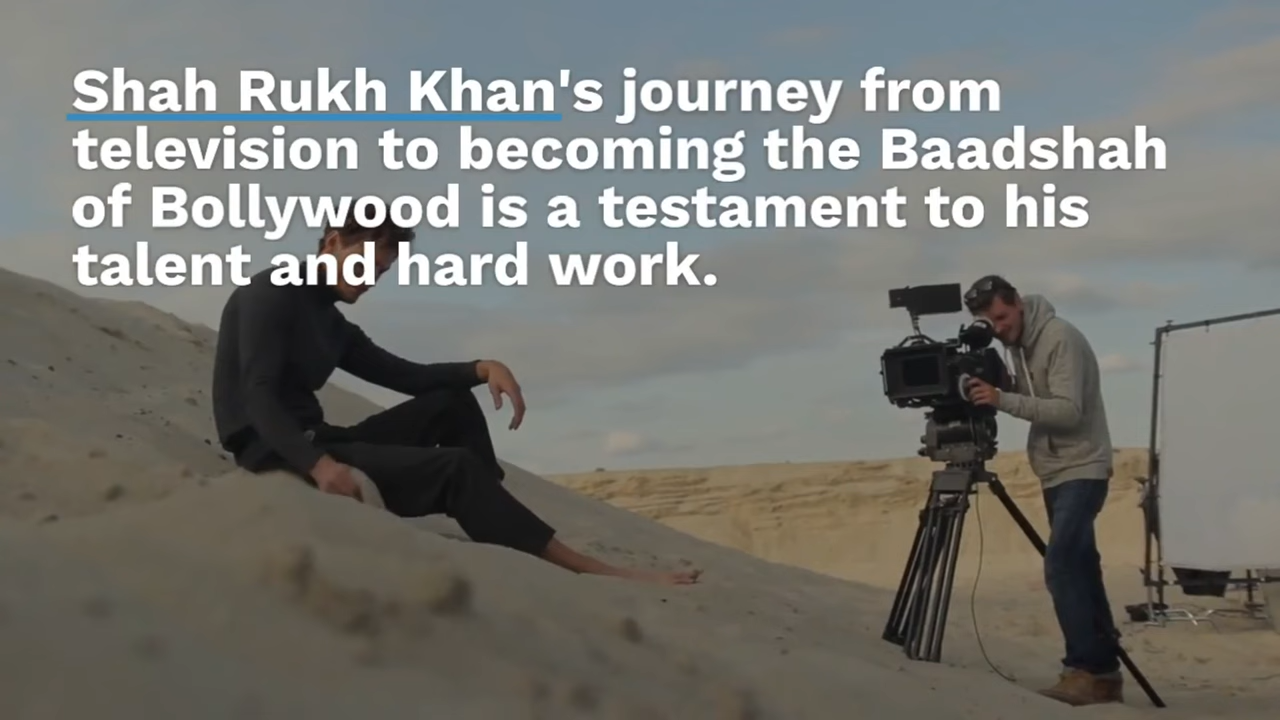 Shah Rukh Khan's journey from
television to becoming the Baadshah
of Bollywood is a testament to his
talent and hard work.